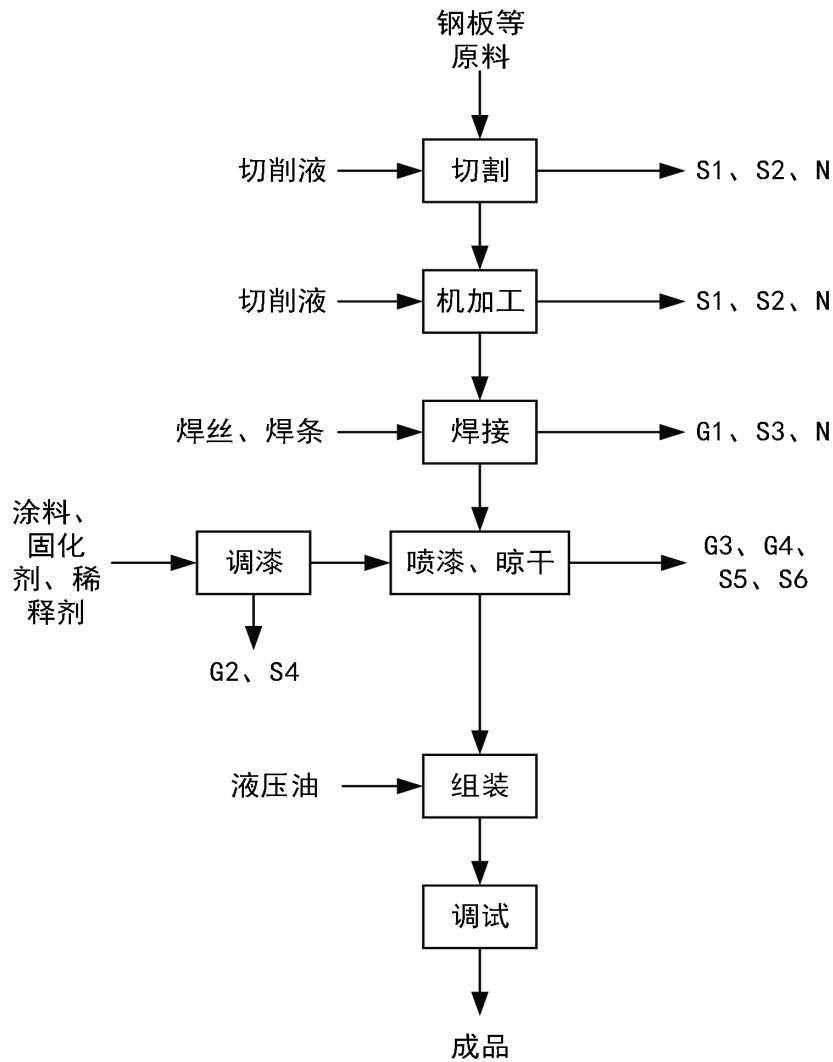 钢板等
原料
切削液
切割
S1、S2、N
切削液
机加工
S1、S2、N
焊丝、焊条
焊接
G1、S3、N
涂料、
固化
剂、稀
释剂
调漆
喷漆、晾干
G3、G4、
S5、S6
G2、S4
液压油
组装
调试
成品